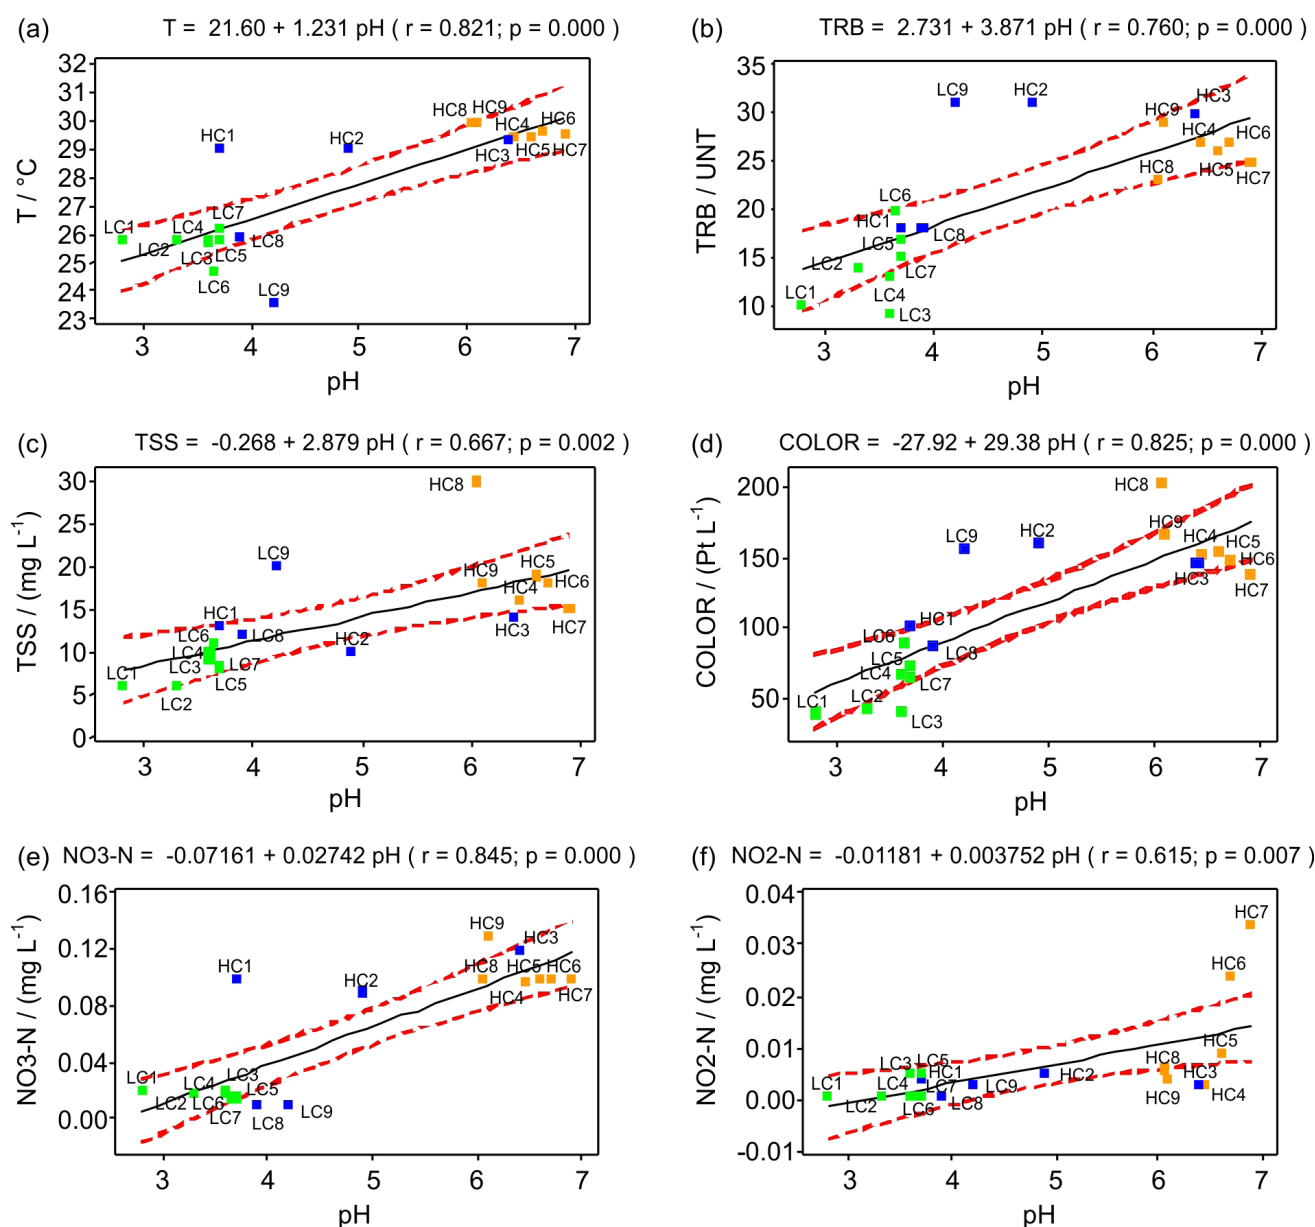 (a) T = 21.60 + 1.231 pH ( r = 0.821; p = 0.000 )
32
31
30
29
28
27
26
25
24
23
T / °C
HC8 HC9
HC4 HC6
HC1 HC2
HC3 HC5 HC7
LC1 LC4 LC7
LC2 LC8
LC3 LC5
LC6 LC9
3 4 5 6 7
pH
(b) TRB = 2.731 + 3.871 pH ( r = 0.760; p = 0.000 )
35
30
25
20
15
10
TRB / UNT
LC9 HC2 HC3
HC9
HC4 HC6
HC8 HC5
HC7
LC6
HC1
LC5 LC8
LC2 LC7
LC1 LC4
LC3
3 4 5 6 7
pH
(c) TSS = -0.268 + 2.879 pH ( r = 0.667; p = 0.002 )
30
25
20
15
10
5
0
TSS / (mg L-1)
HC8
LC9
HC5
HC9
HC4 HC6
HC1
LC6 LC8 HC2 HC3 HC7
LC4
LC1 LC3 LC7
LC5
LC2
3 4 5 6 7
pH
(d) COLOR = -27.92 + 29.38 pH ( r = 0.825; p = 0.000 )
200
150
100
50
COLOR / (Pt L-1)
HC8
HC9
LC9 HC2 HC4 HC5
HC6
HC3
HC7
HC1
LC6
LC5 LC8
LC4
LC7
LC1 LC2
LC3
3 4 5 6 7
pH
(e) NO3-N = -0.07161 + 0.02742 pH ( r = 0.845; p = 0.000 )
0.16
0.12
0.08
0.04
0.00
NO3-N / (mg L-1)
HC9
HC3
HC1 HC8 HC5 HC6
HC2
HC4 HC7
LC1 LC4 LC3
LC5
LC2 LC6
LC7 LC8 LC9
3 4 5 6 7
pH
(f) NO2-N = -0.01181 + 0.003752 pH ( r = 0.615; p = 0.007 )
0.04
0.03
0.02
0.01
0.00
-0.01
NO2-N / (mg L-1)
HC7
HC6
HC5
LC3 LC5 HC8
HC1 HC2 HC3
LC1 LC4 LC7 LC9
LC2 LC6 LC8 HC9 HC4
3 4 5 6 7
pH